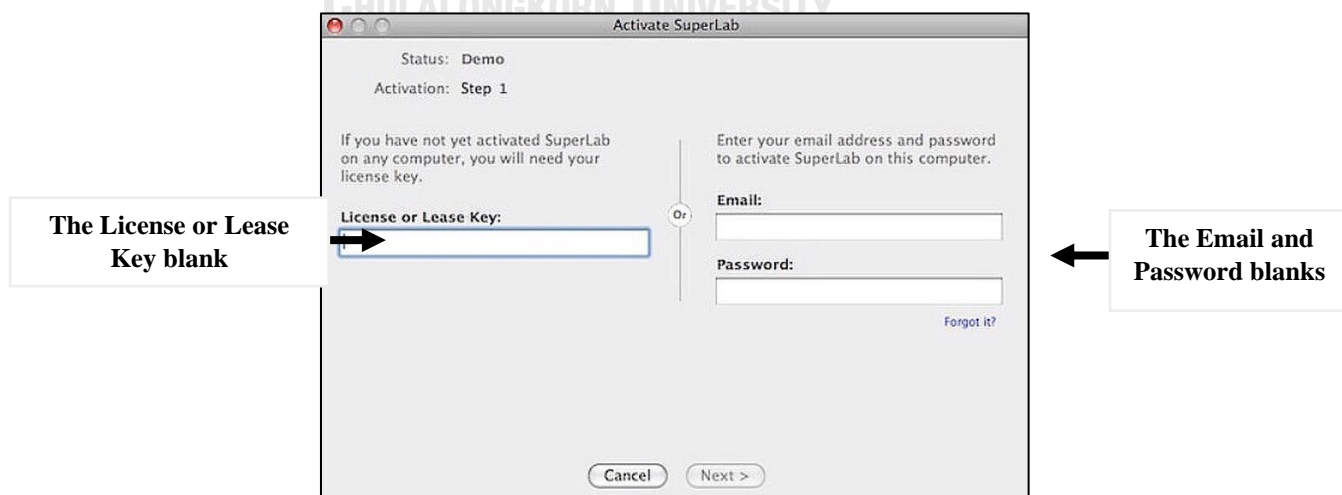 CHULALONGKORN UNIVERSITY
Activate SuperLab
Status: Demo
Activation: Step 1
If you have not yet activated SuperLab
on any computer, you will need your
license key.
License or Lease Key:
Or
Enter your email address and password
to activate SuperLab on this computer.
Email:
Password:
Forgot it?
Cancel
Next >
The License or Lease
Key blank
The Email and
Password blanks